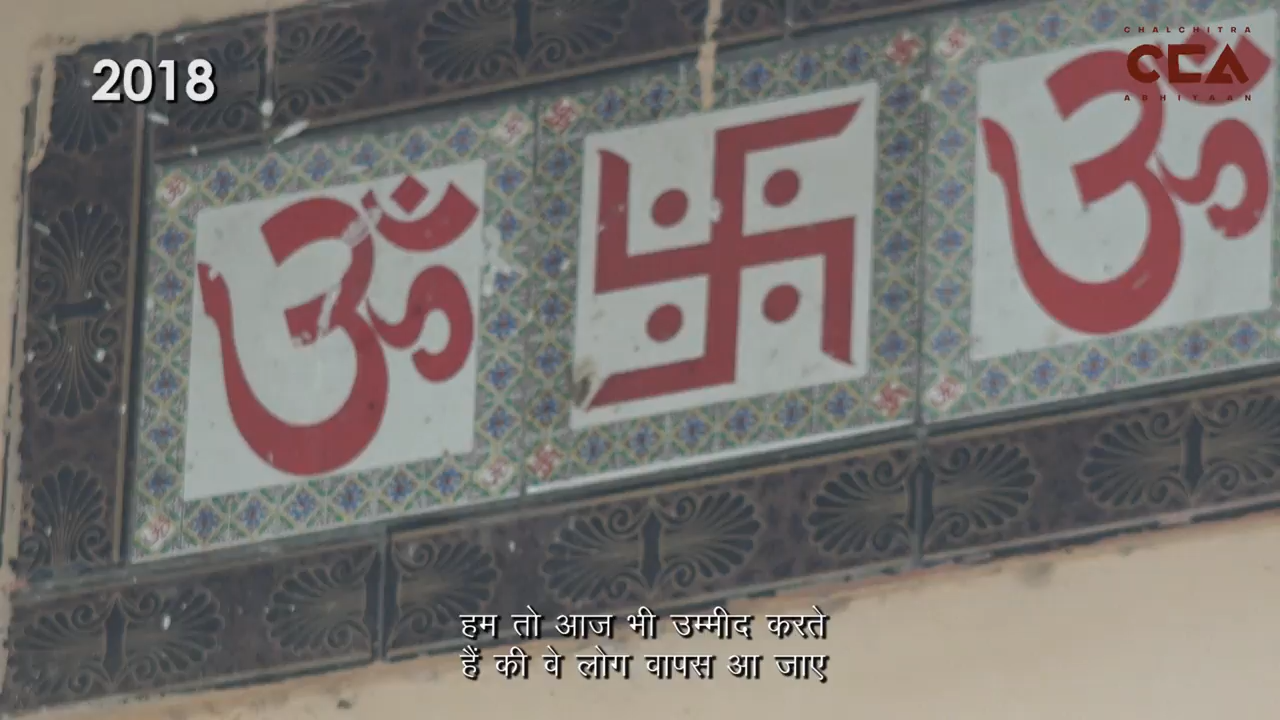 2018
CHALCHITRA
CCA
ABHIYAAN
ॐ ॐ
हम तो आज भी उम्मीद करते
हैं की वे लोग वापस आ जाए